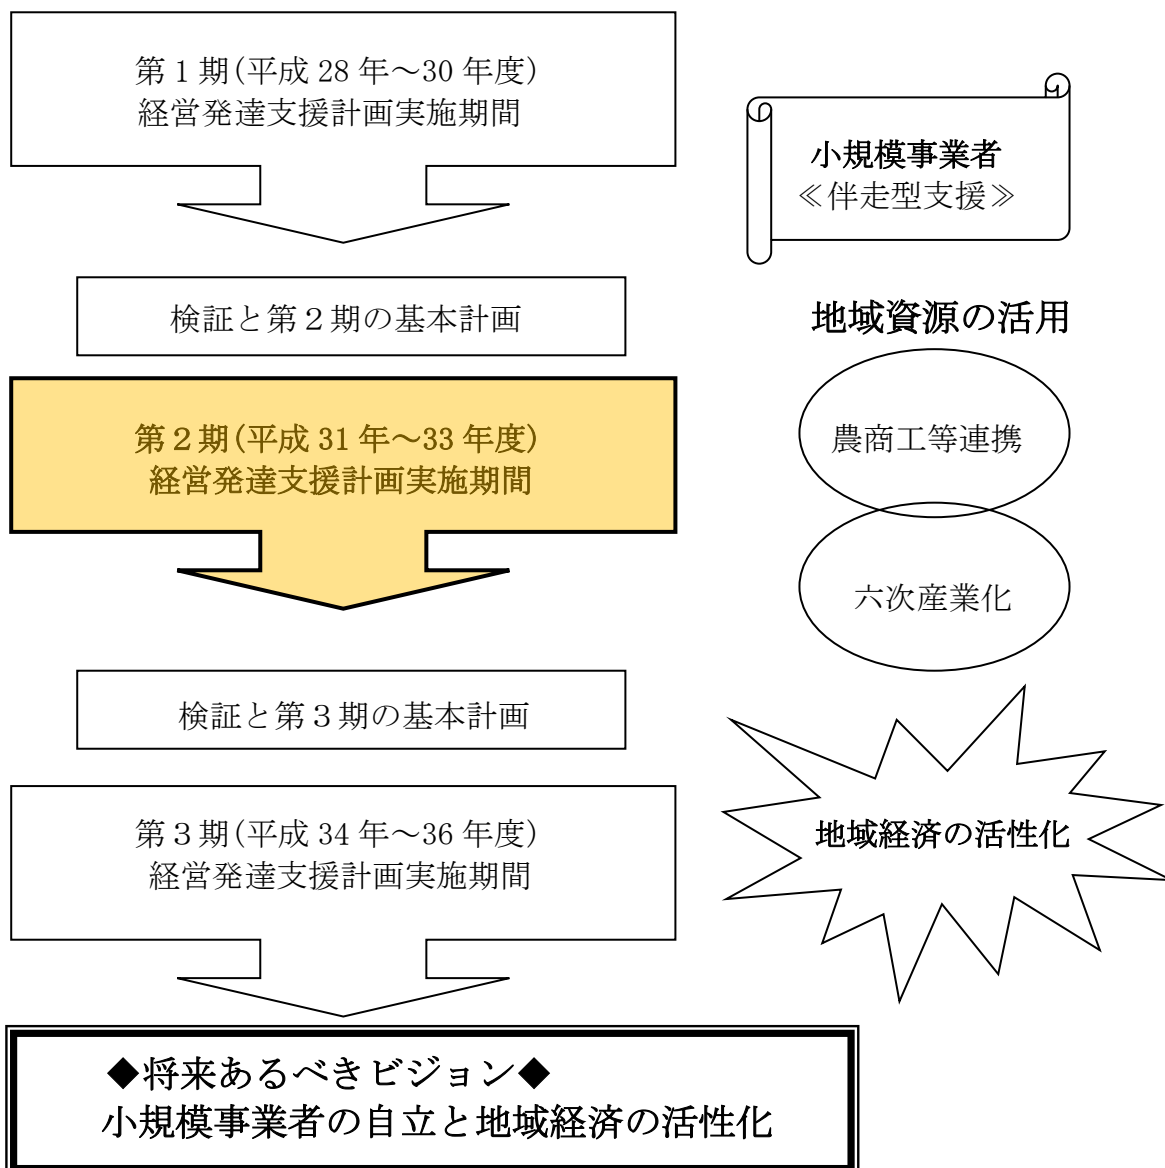 第１期(平成 28 年～30 年度)
経営発達支援計画実施期間
検証と第２期の基本計画
第２期(平成 31 年～33 年度)
経営発達支援計画実施期間
検証と第３期の基本計画
第３期(平成 34 年～36 年度)
経営発達支援計画実施期間
◆将来あるべきビジョン◆
小規模事業者の自立と地域経済の活性化
小規模事業者
≪伴走型支援≫
地域資源の活用
農商工等連携
六次産業化
地域経済の活性化